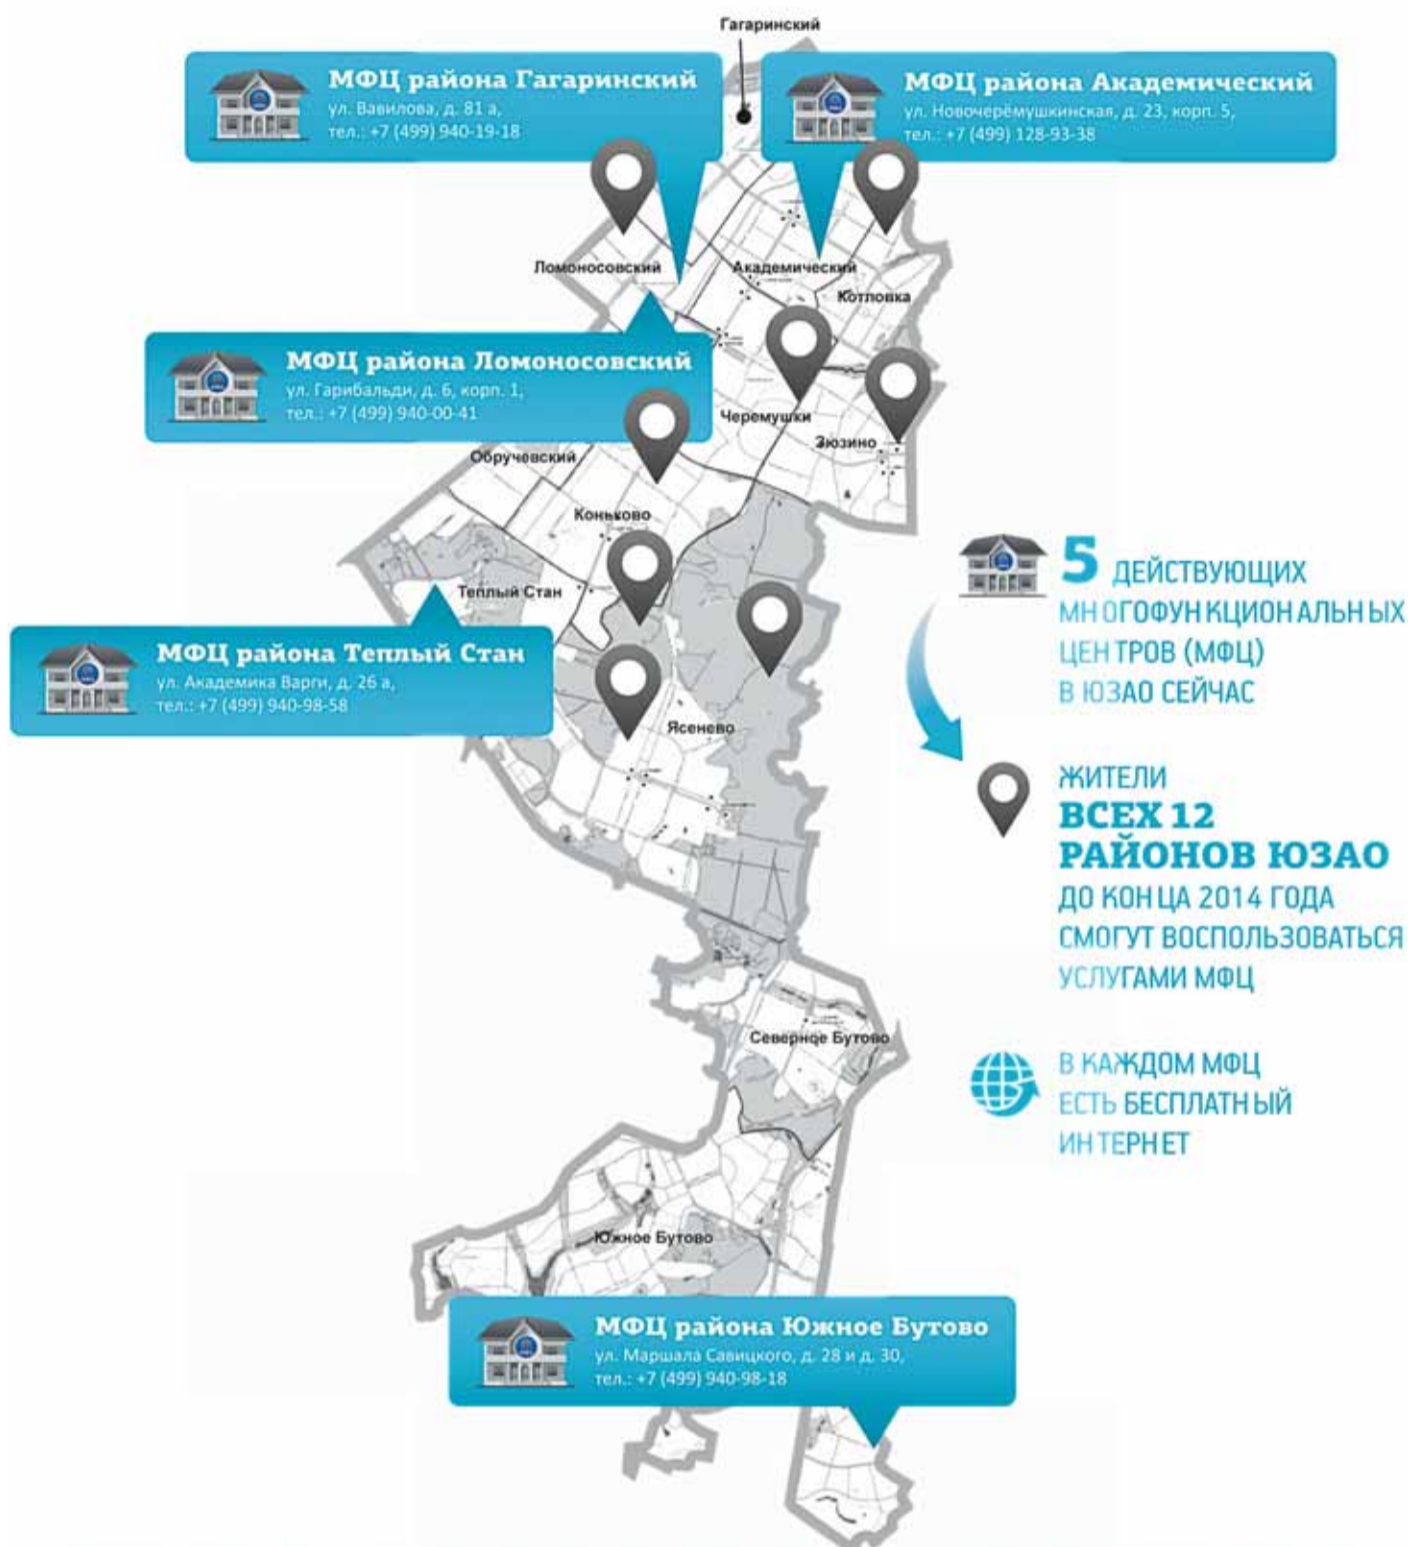 Гагаринский
МФЦ района Гагаринский
ул. Вавилова, д. 81 а,
тел.: +7 (499) 940-19-18
МФЦ района Академический
ул. Новочерёмушкинская, д. 23, корп. 5,
тел.: +7 (499) 128-93-38
Ломоносовский
Академический
Котловка
МФЦ района Ломоносовский
ул. Гарибальди, д. 6, корп. 1,
тел.: +7 (499) 940-00-41
Черемушки
Зюзино
Обручевский
Коньково
Теплый Стан
МФЦ района Теплый Стан
ул. Академика Варги, д. 26 а,
тел.: +7 (499) 940-98-58
Ясенево
5 ДЕЙСТВУЮЩИХ
МНОГОФУНКЦИОНАЛЬНЫХ
ЦЕНТРОВ (МФЦ)
В ЮЗАО СЕЙЧАС
ЖИТЕЛИ
ВСЕХ 12
РАЙОНОВ ЮЗАО
ДО КОНЦА 2014 ГОДА
СМОГУТ ВОСПОЛЬЗОВАТЬСЯ
УСЛУГАМИ МФЦ
Северное Бутово
В КАЖДОМ МФЦ
ЕСТЬ БЕСПЛАТНЫЙ
ИНТЕРНЕТ
Южное Бутово
МФЦ района Южное Бутово
ул. Маршала Савицкого, д. 28 и д. 30,
тел.: +7 (499) 940-98-18